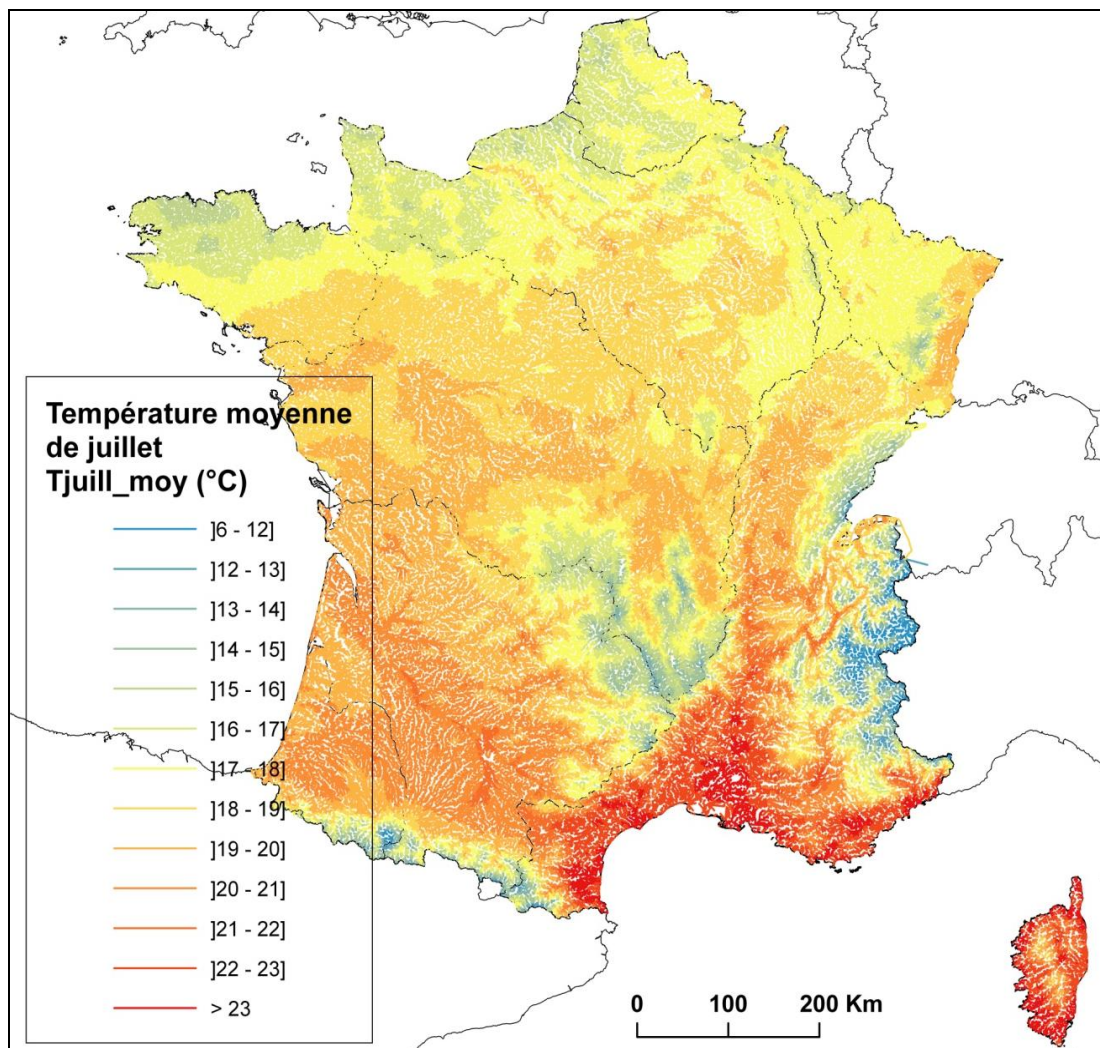 Température moyenne
de juillet
Tjuill_moy (°C)
]6 - 12]
]12 - 13]
]13 - 14]
]14 - 15]
]15 - 16]
]16 - 17]
]17 - 18]
]18 - 19]
]19 - 20]
]20 - 21]
]21 - 22]
]22 - 23]
> 23
0 100 200 Km